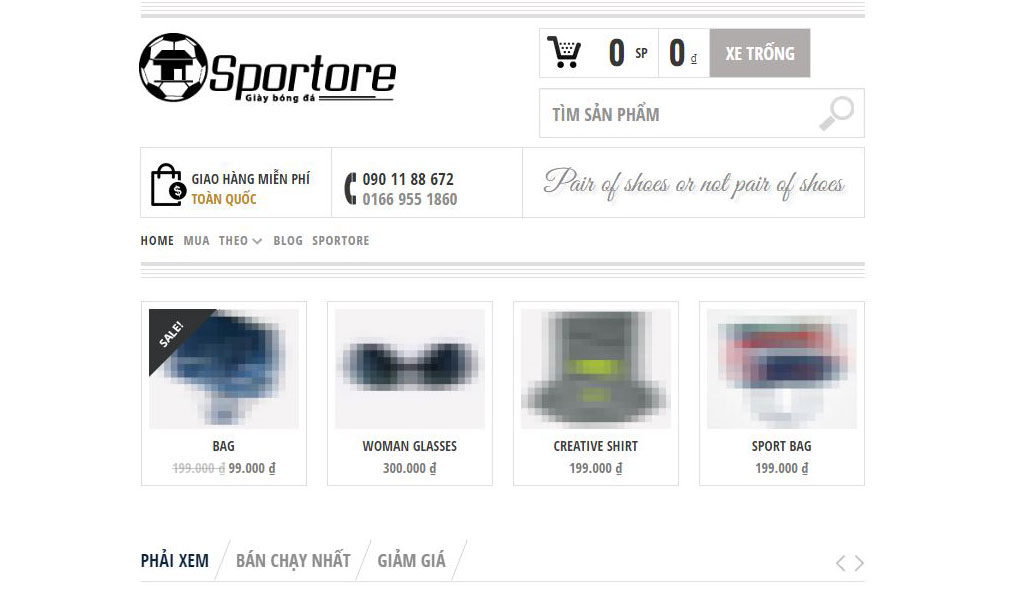 Sportore
Giày bóng đá
0 SP 0 ₫ XE TRỐNG
TÌM SẢN PHẨM
GIAO HÀNG MIỄN PHÍ
TOÀN QUỐC
090 11 88 672
0166 955 1860
Pair of shoes or not pair of shoes
HOME MUA THEO BLOG SPORTORE
SALE!
BAG
199.000 ₫ 99.000 ₫
WOMAN GLASSES
300.000 ₫
CREATIVE SHIRT
199.000 ₫
SPORT BAG
199.000 ₫
PHẢI XEM BÁN CHẠY NHẤT GIẢM GIÁ